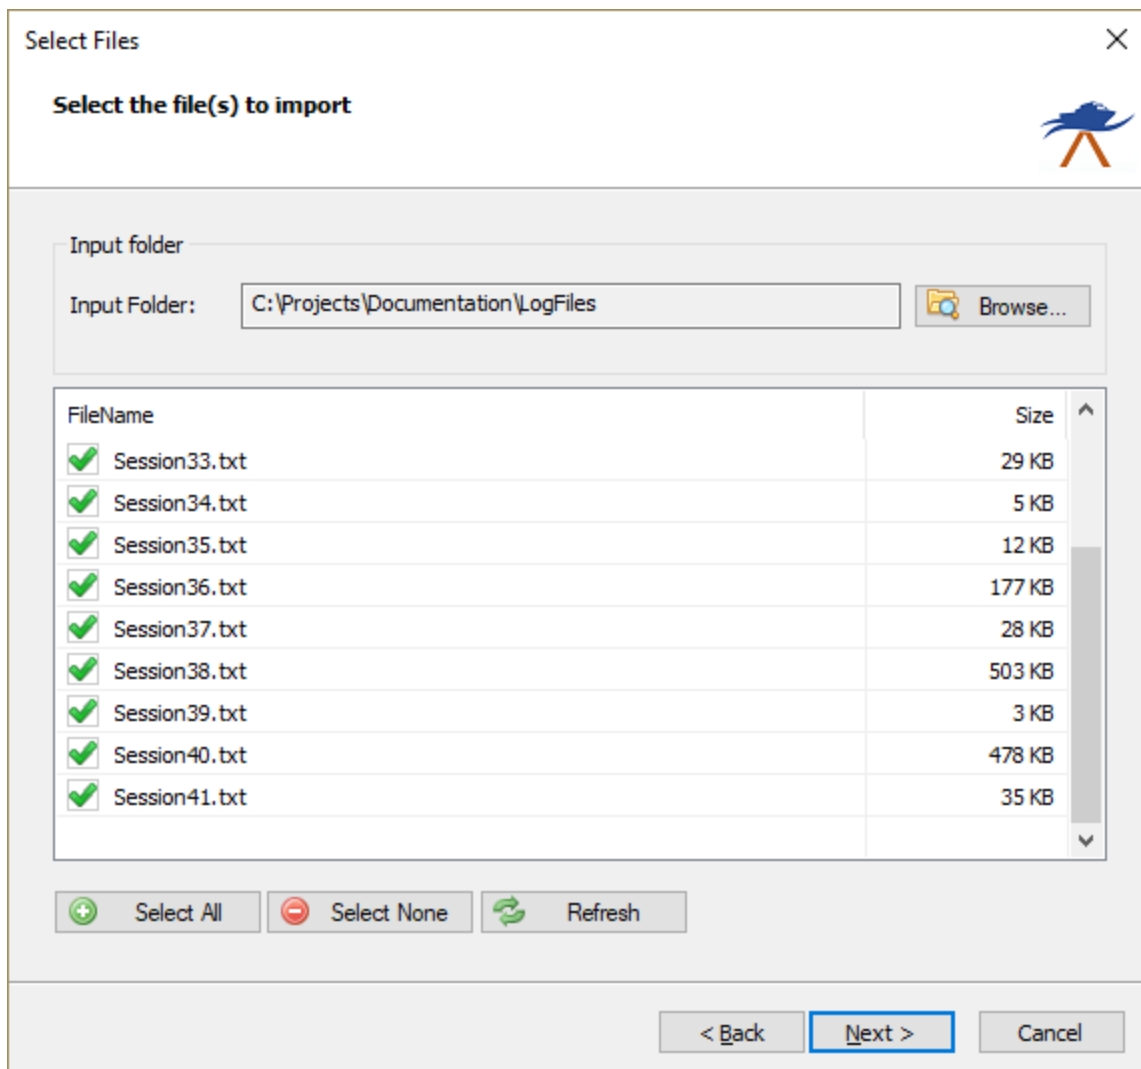 Select Files
Select the file(s) to import
Input folder
Input Folder: C:\Projects\Documentation\LogFiles Browse...
FileName Size
Session33.txt 29 KB
Session34.txt 5 KB
Session35.txt 12 KB
Session36.txt 177 KB
Session37.txt 28 KB
Session38.txt 503 KB
Session39.txt 3 KB
Session40.txt 478 KB
Session41.txt 35 KB
Select All Select None Refresh
< Back Next > Cancel